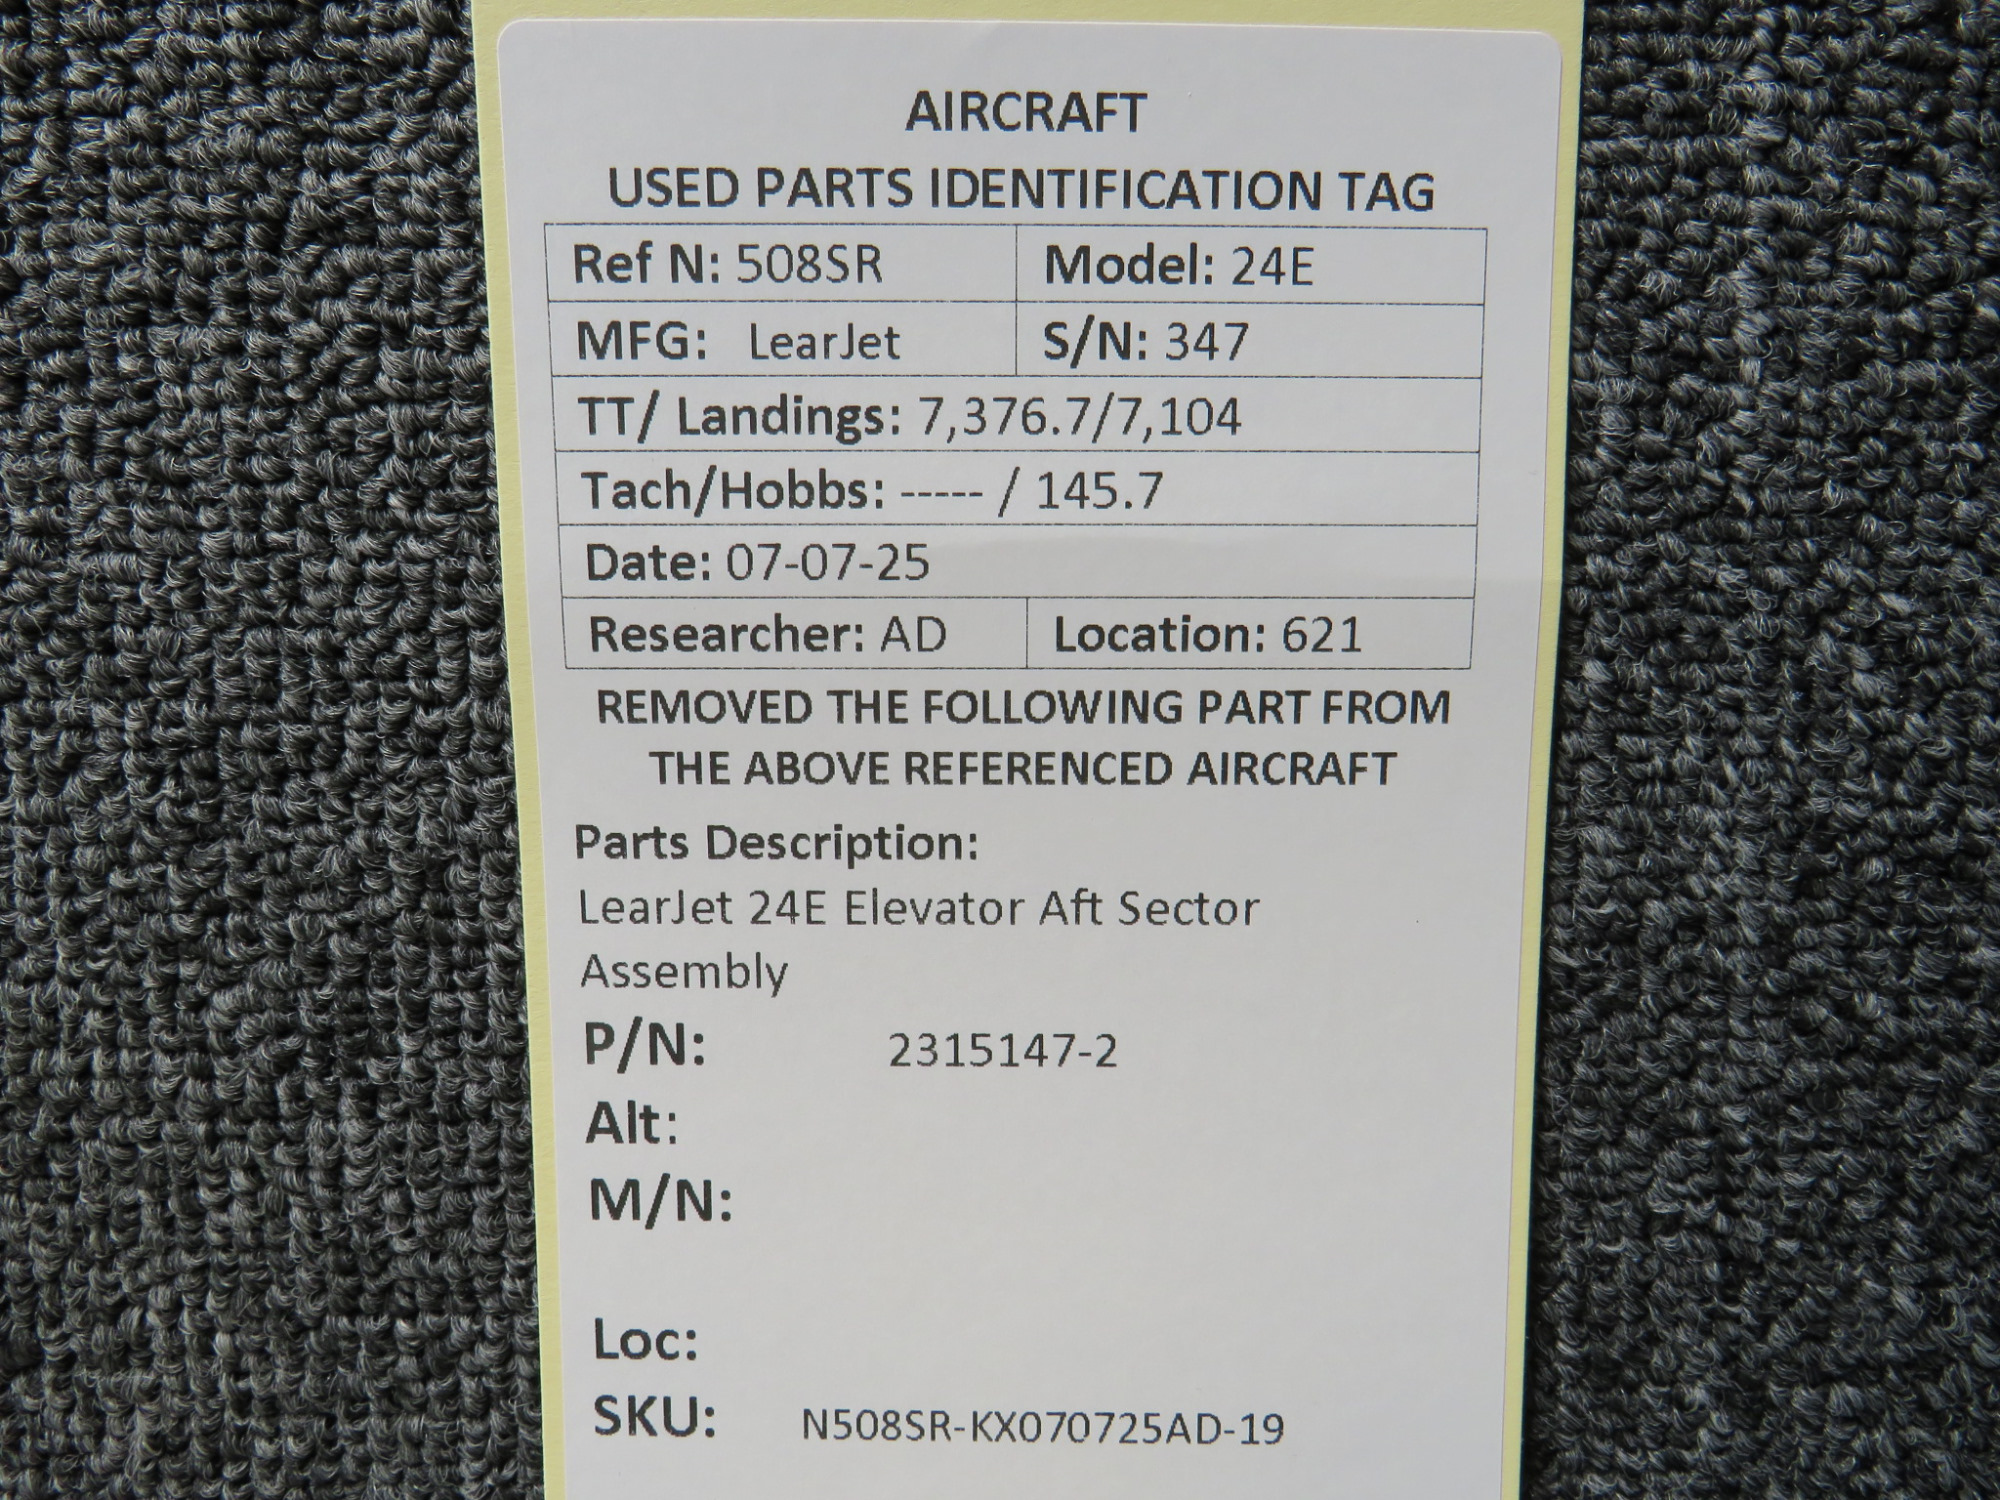 AIRCRAFT
USED PARTS IDENTIFICATION TAG
Ref N: 508SR Model: 24E
MFG: LearJet S/N: 347
TT/ Landings: 7,376.7/7,104
Tach/Hobbs: ----- / 145.7
Date: 07-07-25
Researcher: AD Location: 621
REMOVED THE FOLLOWING PART FROM
THE ABOVE REFERENCED AIRCRAFT
Parts Description:
LearJet 24E Elevator Aft Sector
Assembly
P/N: 2315147-2
Alt:
M/N:
Loc:
SKU: N508SR-KX070725AD-19